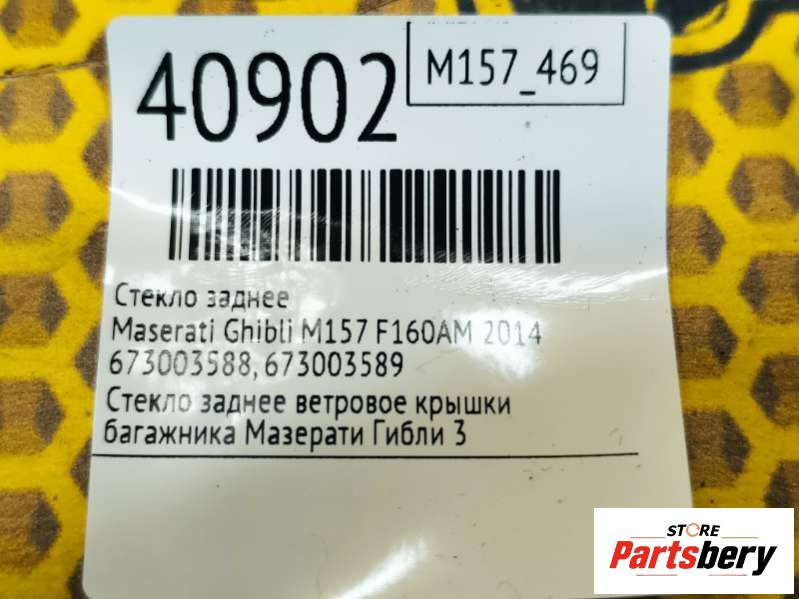 40902
M157_469
Стекло заднее
Maserati Ghibli M157 F160AM 2014
673003588, 673003589
Стекло заднее ветровое крышки
багажника Мазерати Гибли 3
STORE
Partsbery